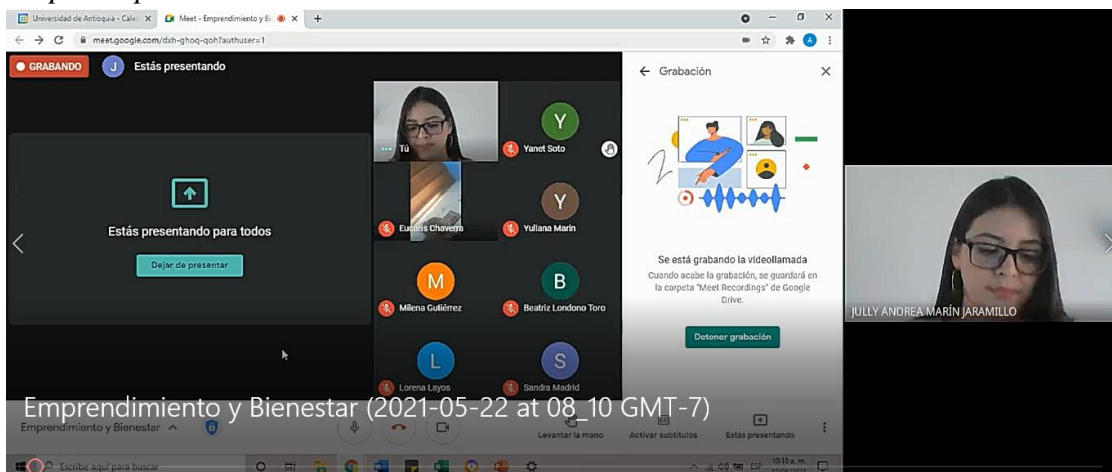 Universidad de Antioquia - Cale
Meet - Emprendimiento y Bi
meet.google.com/dxh-ghoq-qoh?authuser=1
GRABANDO
J
Estás presentando
Grabación
Tú
Y
Yanet Soto
Estás presentando para todos
Dejar de presentar
Eucaris Chaverra
Y
Yuliana Marin
M
Milena Gutiérrez
B
Beatriz Londono Toro
L
Lorena Layos
S
Sandra Madrid
Se está grabando la videollamada
Cuando acabe la grabación, se guardará en
la carpeta "Meet Recordings" de Google
Drive.
Detener grabación
JULLY ANDREA MARÍN JARAMILLO
Emprendimiento y Bienestar (2021-05-22 at 08_10 GMT-7)
Emprendimiento y Bienestar
Levantar la mano
Activar subtítulos
Estás presentando
Escribe aquí para buscar
ESP
10:10 a. m.